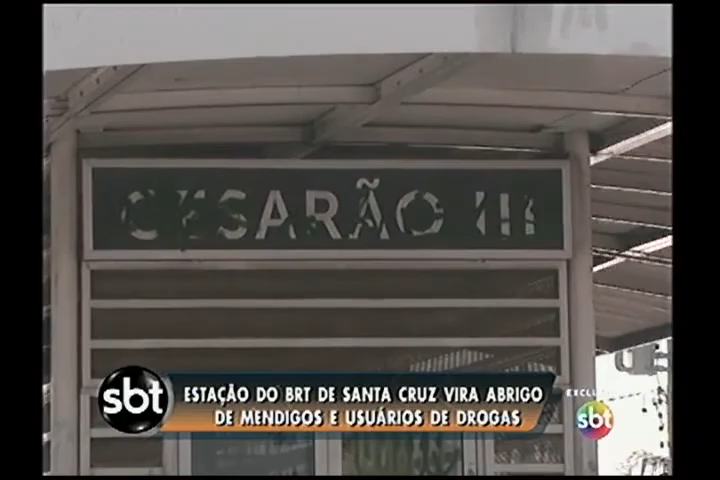 CESARÃO III
sbt
ESTAÇÃO DO BRT DE SANTA CRUZ VIRA ABRIGO
DE MENDIGOS E USUÁRIOS DE DROGAS
sbt